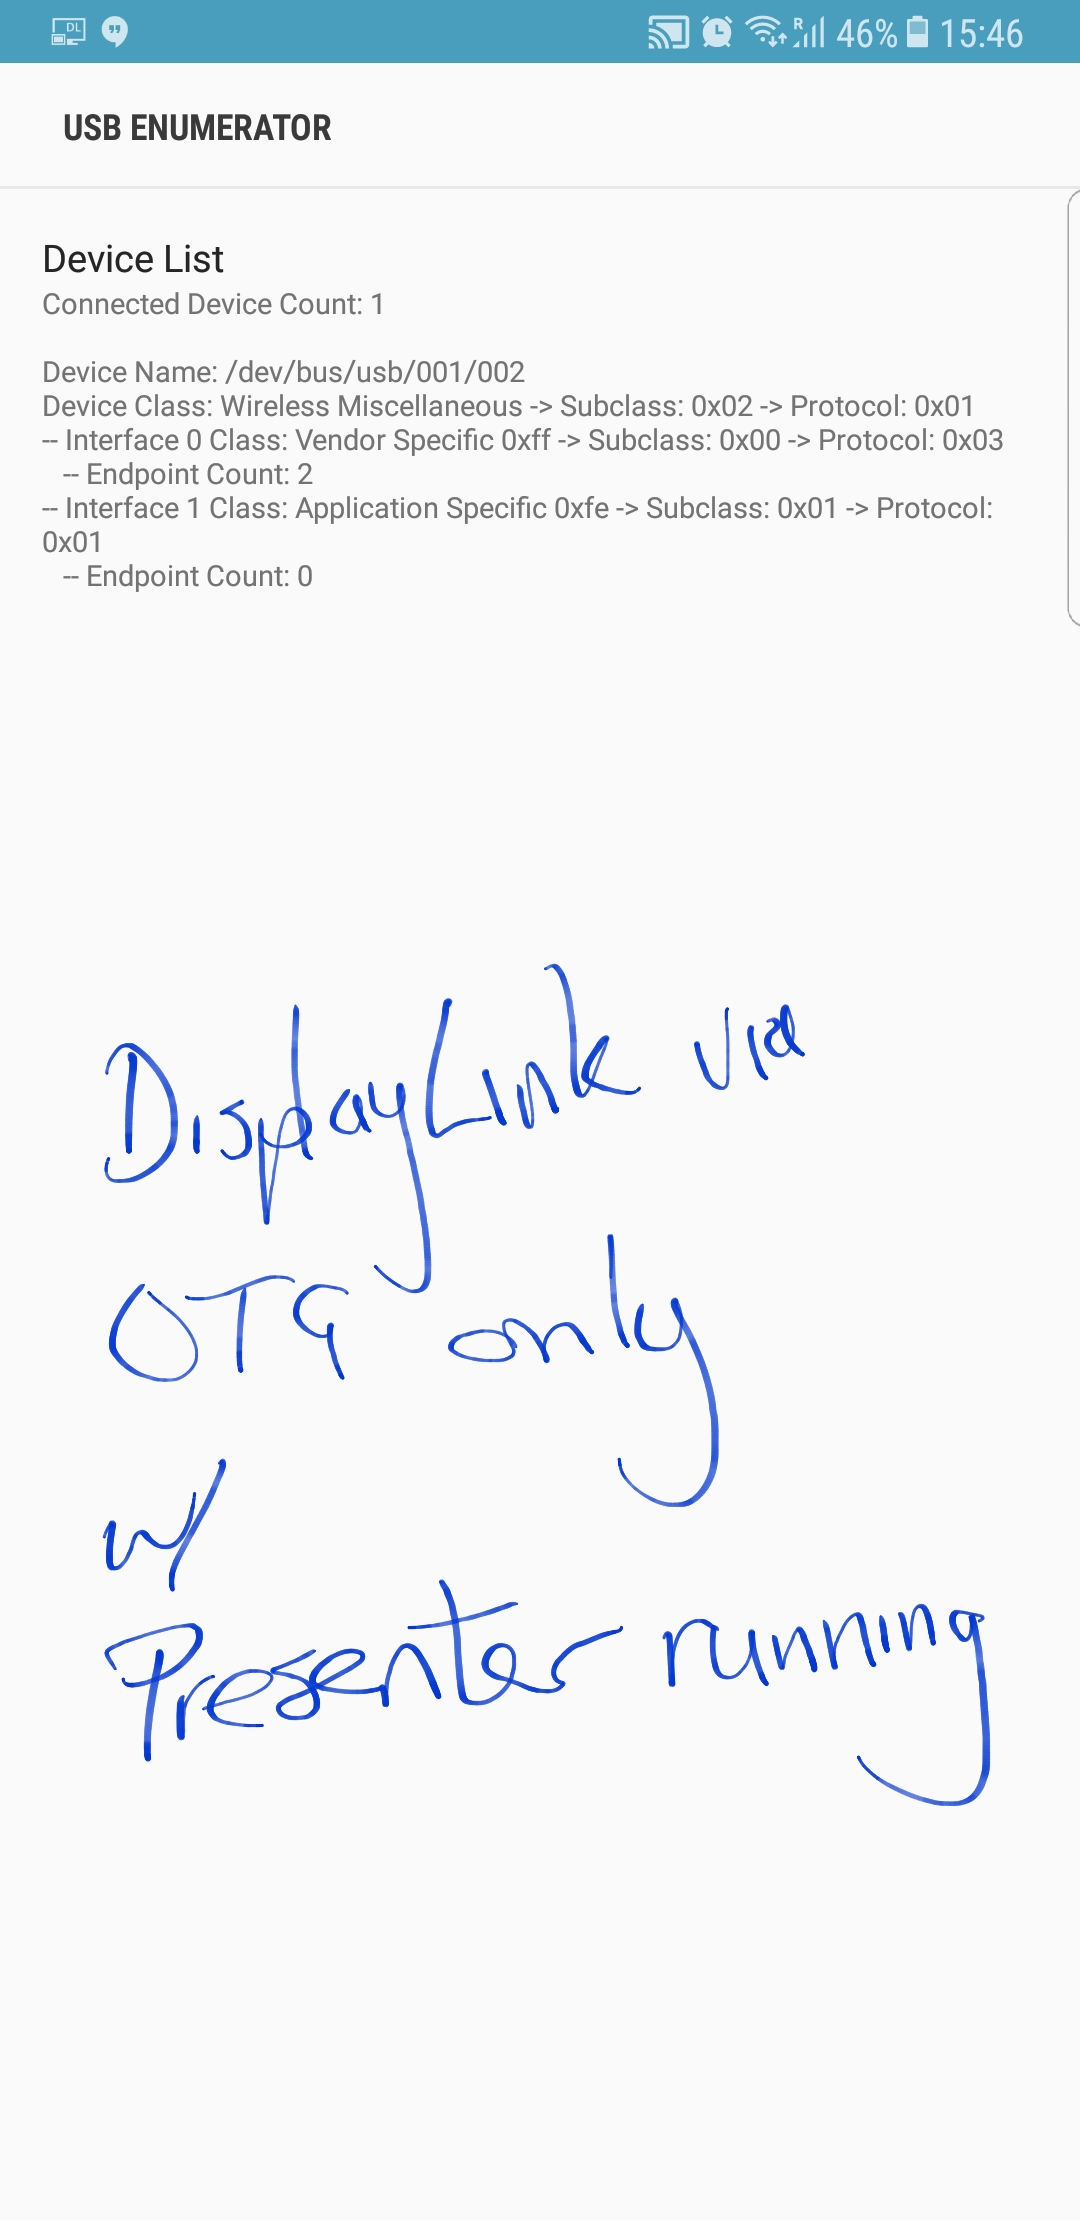 DL
R 46% 15:46
USB ENUMERATOR
Device List
Connected Device Count: 1
Device Name: /dev/bus/usb/001/002
Device Class: Wireless Miscellaneous -> Subclass: 0x02 -> Protocol: 0x01
-- Interface 0 Class: Vendor Specific 0xff -> Subclass: 0x00 -> Protocol: 0x03
-- Endpoint Count: 2
-- Interface 1 Class: Application Specific 0xfe -> Subclass: 0x01 -> Protocol:
0x01
-- Endpoint Count: 0
DisplayLink via
OTG only
w/
Presenter running